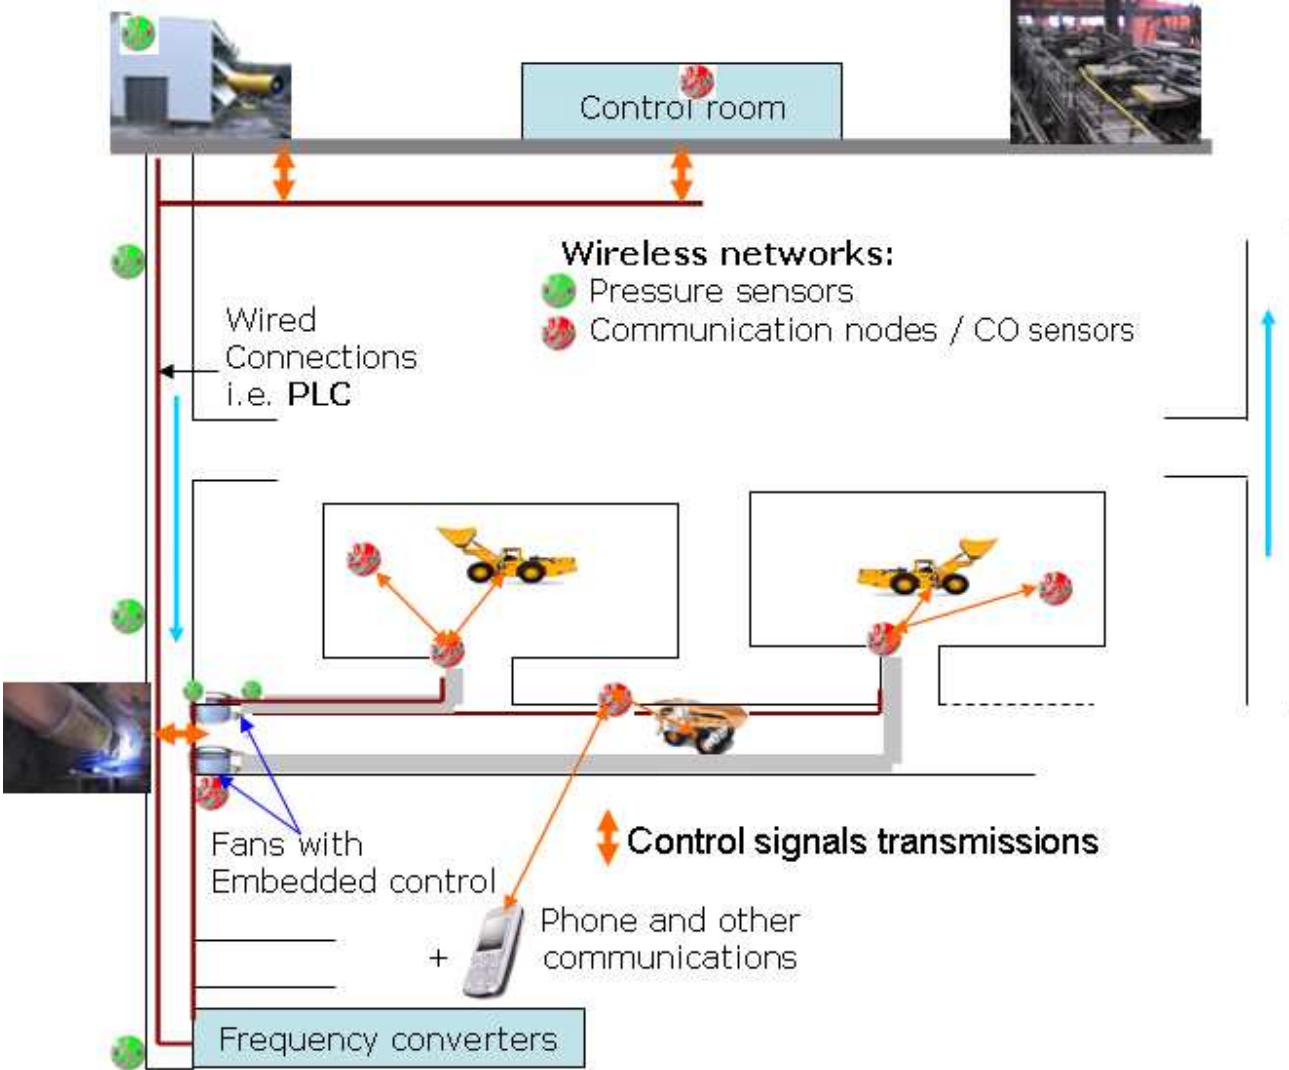 Control room
Wireless networks:
Pressure sensors
Communication nodes / CO sensors
Wired
Connections
i.e. PLC
Fans with
Embedded control
Control signals transmissions
+
Phone and other
communications
Frequency converters